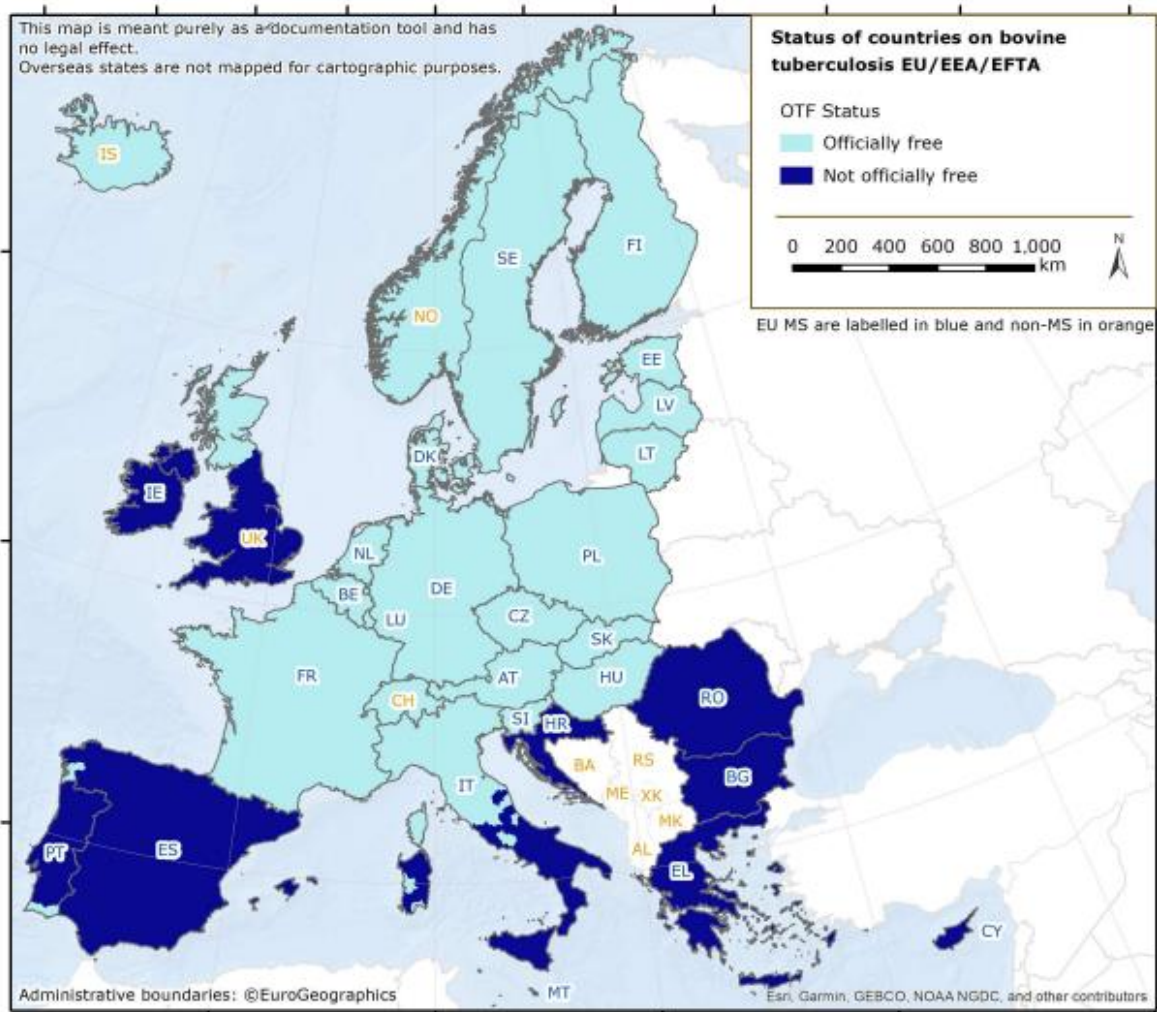 This map is meant purely as a documentation tool and has
no legal effect.
Overseas states are not mapped for cartographic purposes.
Status of countries on bovine
tuberculosis EU/EEA/EFTA
OTF Status
Officially free
Not officially free
0 200 400 600 800 1,000
km
N
EU MS are labelled in blue and non-MS in orange
IS
FI
SE
NO
EE
LV
LT
DK
IE
UK
NL
PL
BE
DE
LU
CZ
SK
FR
AT
HU
CH
RO
SI
HR
BA
RS
IT
BG
ME
XK
MK
PT
ES
AL
EL
CY
MT
Administrative boundaries: ©EuroGeographics
Esri, Garmin, GEBCO, NOAA NGDC, and other contributors